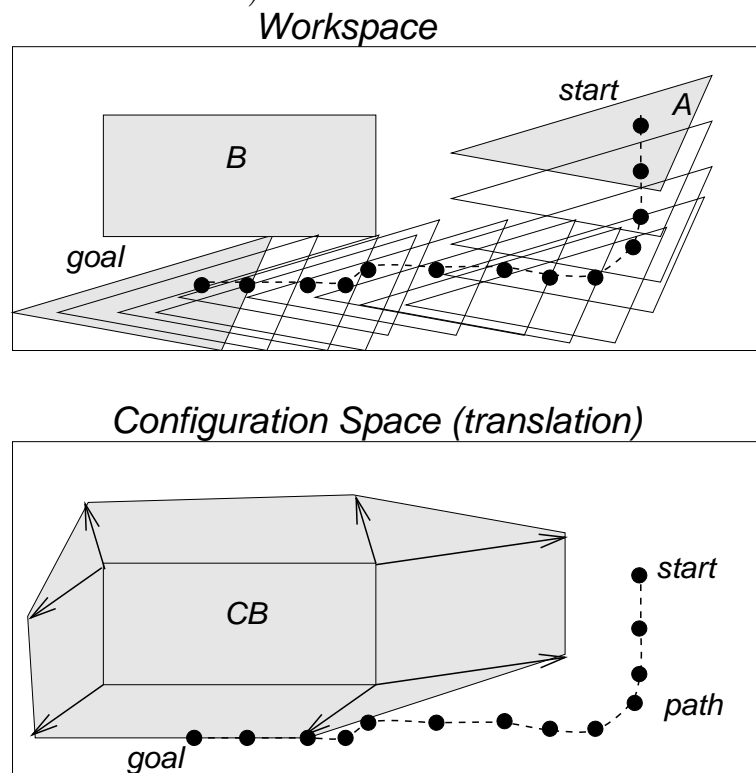 )
Workspace
start
A
B
goal
Configuration Space (translation)
start
CB
path
goal